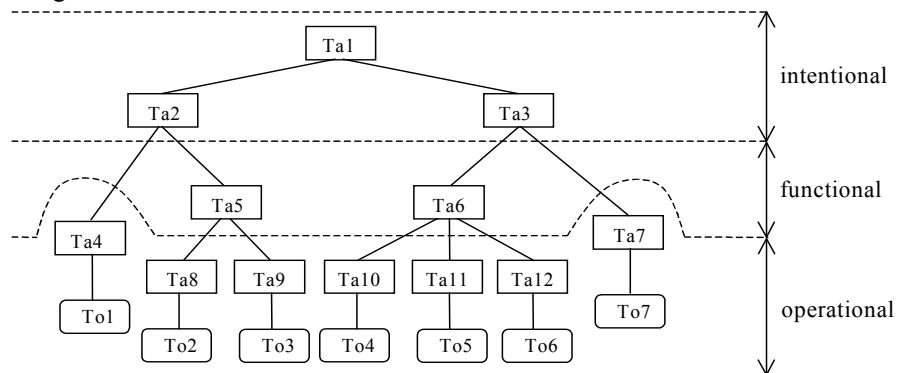 Ta1
intentional
Ta2 Ta3
functional
Ta5 Ta6
Ta4 Ta7
Ta8 Ta9 Ta10 Ta11 Ta12
To1 To7 operational
To2 To3 To4 To5 To6